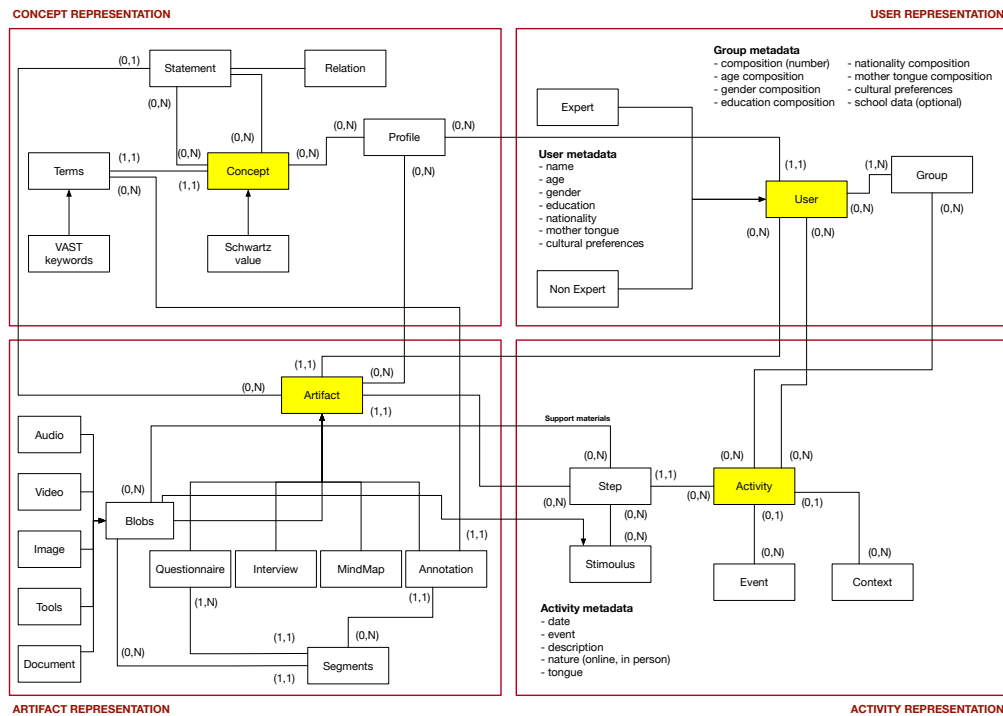 CONCEPT REPRESENTATION
USER REPRESENTATION
(0,1)
Statement
Relation
(0,N)
(0,N)
(0,N)
(0,N)
Profile
(0,N)
(0,N)
Terms
(1,1)
(1,1)
(0,N)
Concept
VAST
keywords
Schwartz
value
Group metadata
- composition (number)
- age composition
- gender composition
- education composition
- nationality composition
- mother tongue composition
- cultural preferences
- school data (optional)
Expert
User metadata
- name
- age
- gender
- education
- nationality
- mother tongue
- cultural preferences
Non Expert
(1,1)
User
(1,N)
Group
(0,N)
(0,N)
(0,N)
(0,N)
(1,1)
(0,N)
(0,N)
Artifact
(1,1)
Audio
Video
Image
Tools
Document
(0,N)
Blobs
Questionnaire
Interview
MindMap
Annotation
(1,1)
(1,N)
(1,1)
(1,1)
(0,N)
(0,N)
(1,1)
Segments
Support materials
(0,N)
(0,N)
Step
(1,1)
(0,N)
(0,N)
Stimulus
(0,N)
(0,N)
(0,N)
Activity
(0,1)
(0,1)
(0,N)
(0,N)
Event
Context
Activity metadata
- date
- event
- description
- nature (online, in person)
- tongue
ARTIFACT REPRESENTATION
ACTIVITY REPRESENTATION